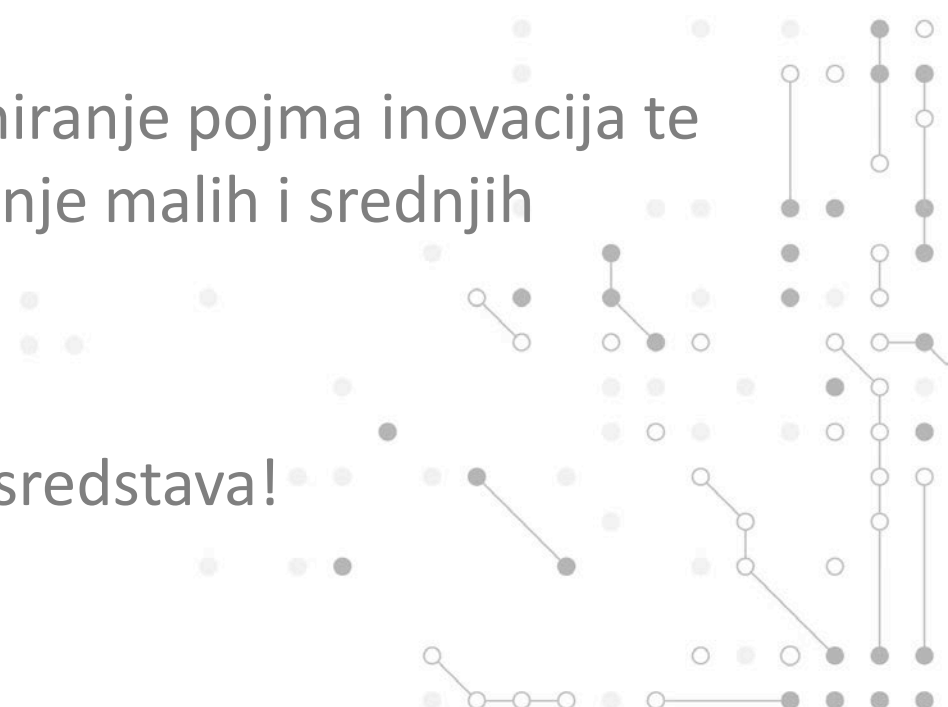 niranje pojma inovacija te
nje malih i srednjih
sredstava!